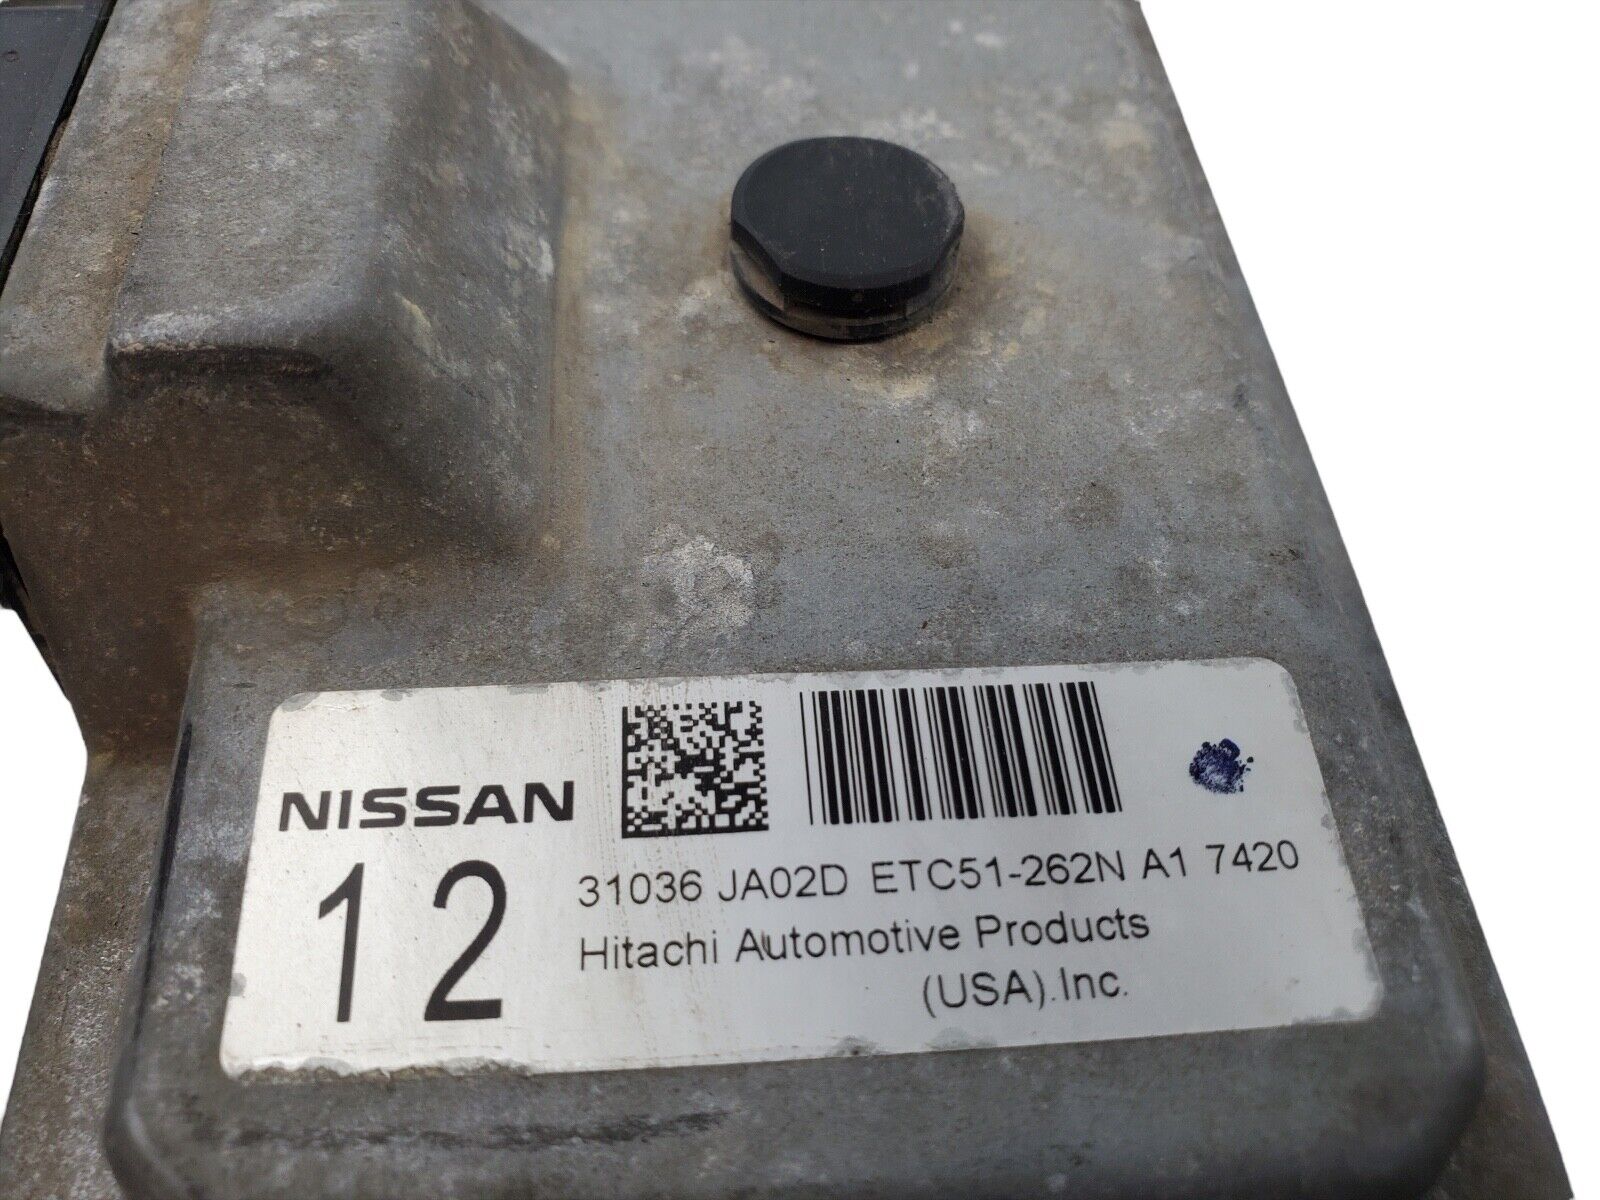 NISSAN
12
31036 JA02D ETC51-262N A1 7420
Hitachi Automotive Products
(USA).Inc.